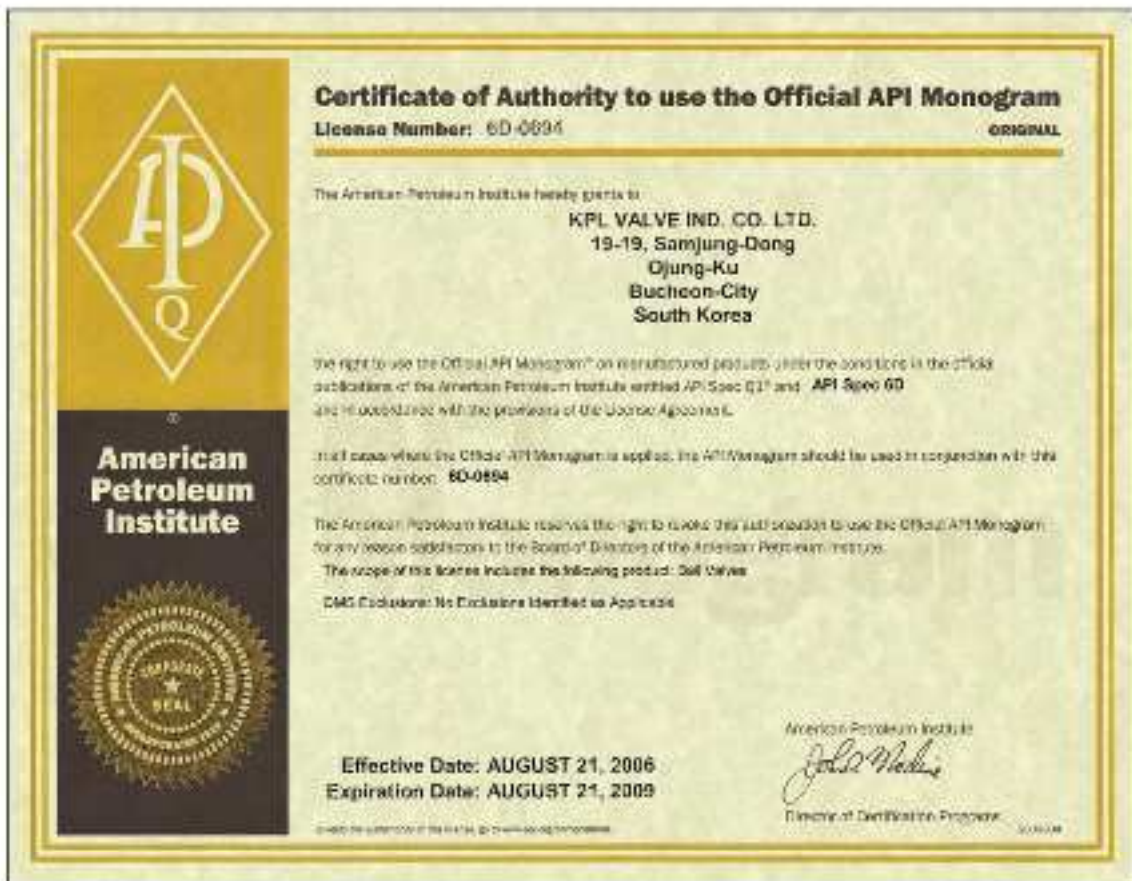 API
Q
®
American
Petroleum
Institute
AMERICAN PETROLEUM INSTITUTE
CORPORATE
SEAL
Certificate of Authority to use the Official API Monogram
License Number: 6D-0694
ORIGINAL
The American Petroleum Institute hereby grants to
KPL VALVE IND. CO. LTD.
19-19, Samjung-Dong
Ojung-Ku
Bucheon-City
South Korea
the right to use the Official API Monogram® on manufactured products under the conditions in the official
publications of the American Petroleum Institute entitled API Spec Q1® and API Spec 6D
and in accordance with the provisions of the License Agreement.
In all cases where the Official API Monogram is applied, the API Monogram should be used in conjunction with this
certificate number: 6D-0694
The American Petroleum Institute reserves the right to revoke this authorization to use the Official API Monogram
for any reason satisfactory to the Board of Directors of the American Petroleum Institute.
The scope of this license includes the following product: Ball Valves
QMS Exclusions: No Exclusions Identified as Applicable
Effective Date: AUGUST 21, 2006
Expiration Date: AUGUST 21, 2009
American Petroleum Institute
Director of Certification Programs